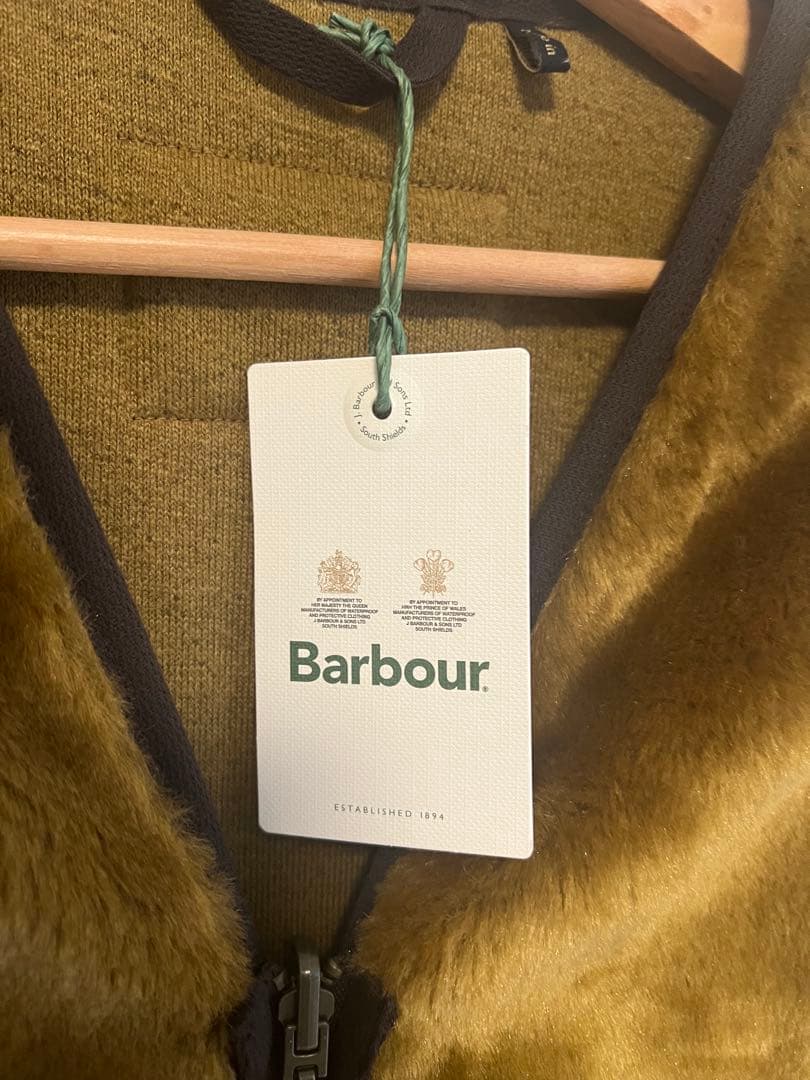 J. Barbour & Sons Ltd
• South Shields •
BY APPOINTMENT TO
HER MAJESTY THE QUEEN
MANUFACTURERS OF WATERPROOF
AND PROTECTIVE CLOTHING
J BARBOUR & SONS LTD
SOUTH SHIELDS
BY APPOINTMENT TO
HRH THE PRINCE OF WALES
MANUFACTURERS OF WATERPROOF
AND PROTECTIVE CLOTHING
J BARBOUR & SONS LTD
SOUTH SHIELDS
Barbour®
ESTABLISHED 1894